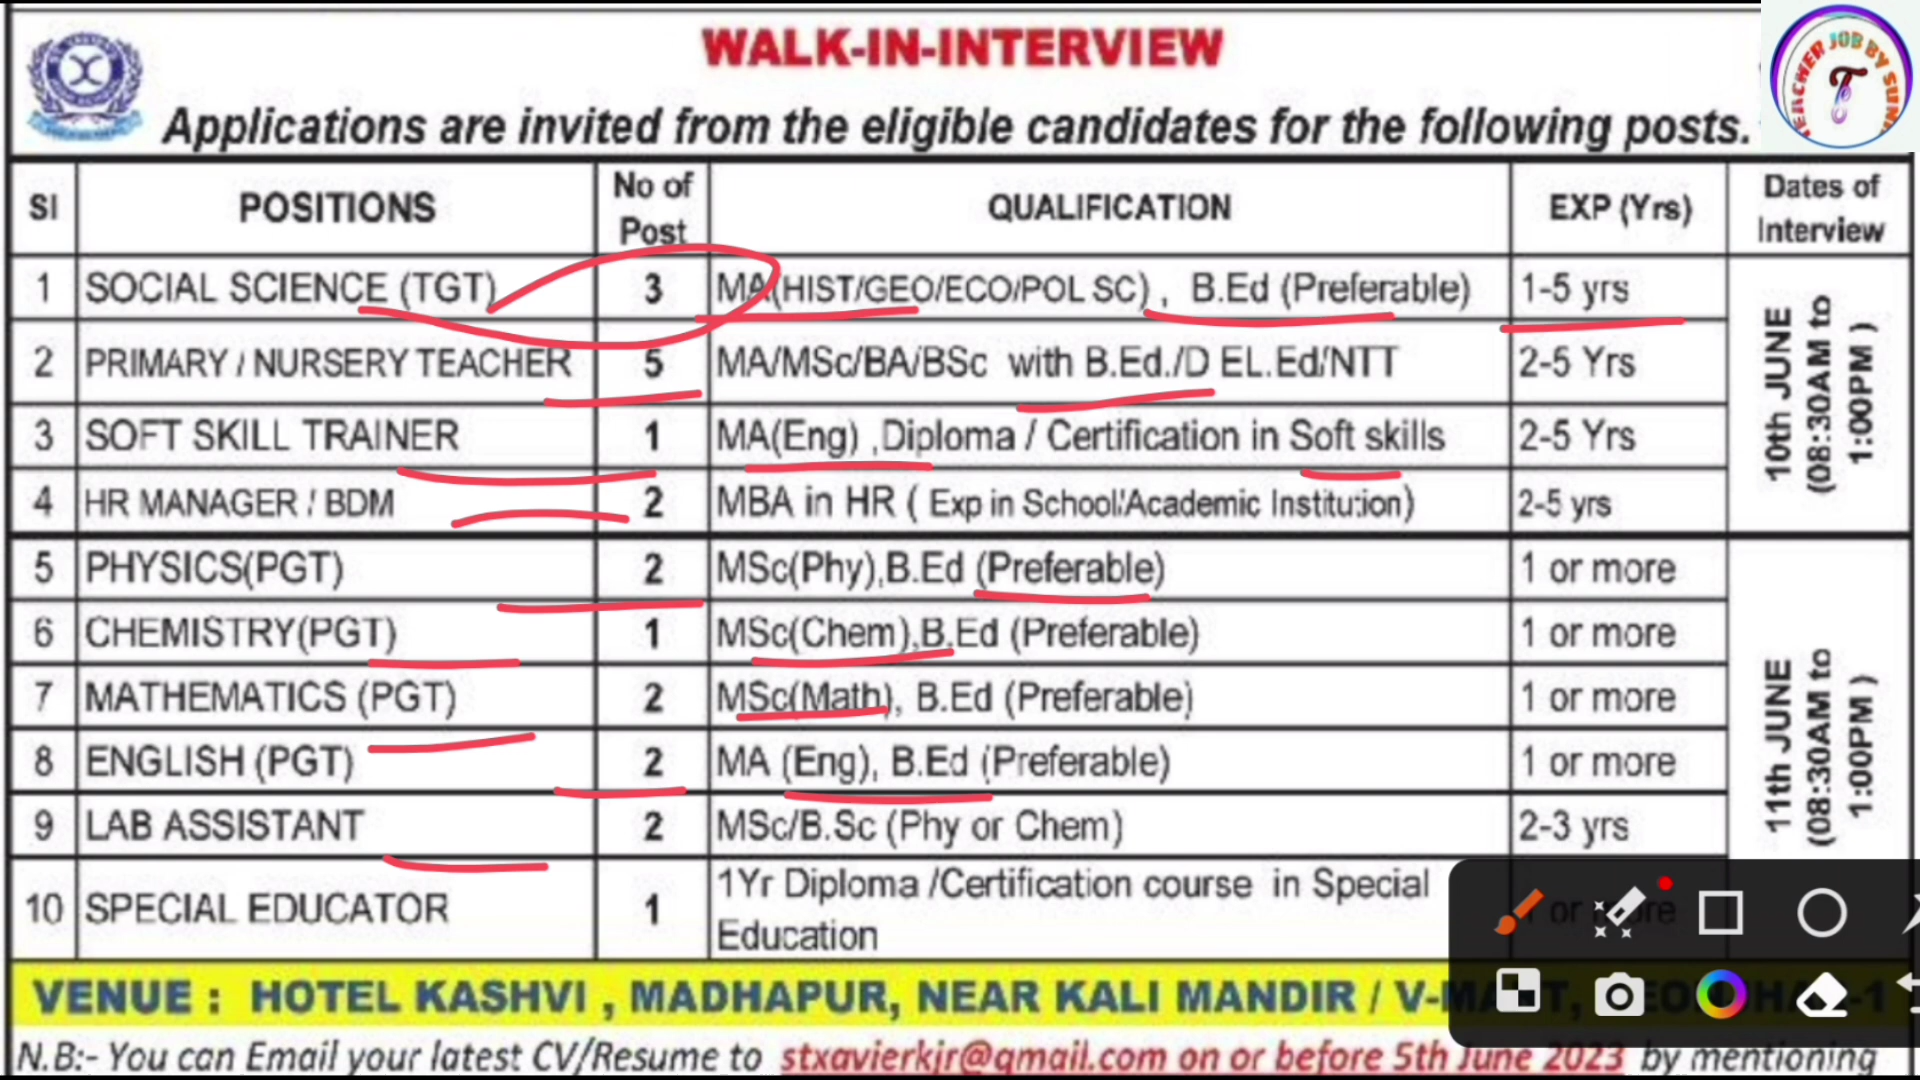 WALK-IN-INTERVIEW
TEACHER JOB BY SUNI
Applications are invited from the eligible candidates for the following posts.
SI POSITIONS No of Post QUALIFICATION EXP (Yrs) Dates of Interview
1 SOCIAL SCIENCE (TGT) 3 MA(HIST/GEO/ECO/POL SC) , B.Ed (Preferable) 1-5 yrs
2 PRIMARY / NURSERY TEACHER 5 MA/MSc/BA/BSc with B.Ed./D EL.Ed/NTT 2-5 Yrs
3 SOFT SKILL TRAINER 1 MA(Eng) ,Diploma / Certification in Soft skills 2-5 Yrs
4 HR MANAGER / BDM 2 MBA in HR ( Exp in School/Academic Institution) 2-5 yrs
10th JUNE
(08:30AM to
1:00PM )
5 PHYSICS(PGT) 2 MSc(Phy),B.Ed (Preferable) 1 or more
6 CHEMISTRY(PGT) 1 MSc(Chem),B.Ed (Preferable) 1 or more
7 MATHEMATICS (PGT) 2 MSc(Math), B.Ed (Preferable) 1 or more
8 ENGLISH (PGT) 2 MA (Eng), B.Ed (Preferable) 1 or more
9 LAB ASSISTANT 2 MSc/B.Sc (Phy or Chem) 2-3 yrs
10 SPECIAL EDUCATOR 1 1Yr Diploma /Certification course in Special
Education
or more
11th JUNE
(08:30AM to
1:00PM )
VENUE : HOTEL KASHVI , MADHAPUR, NEAR KALI MANDIR /
N.B:- You can Email your latest CV/Resume to stxavierkjr@gmail.com on or before 5th June 2023 by mentioning